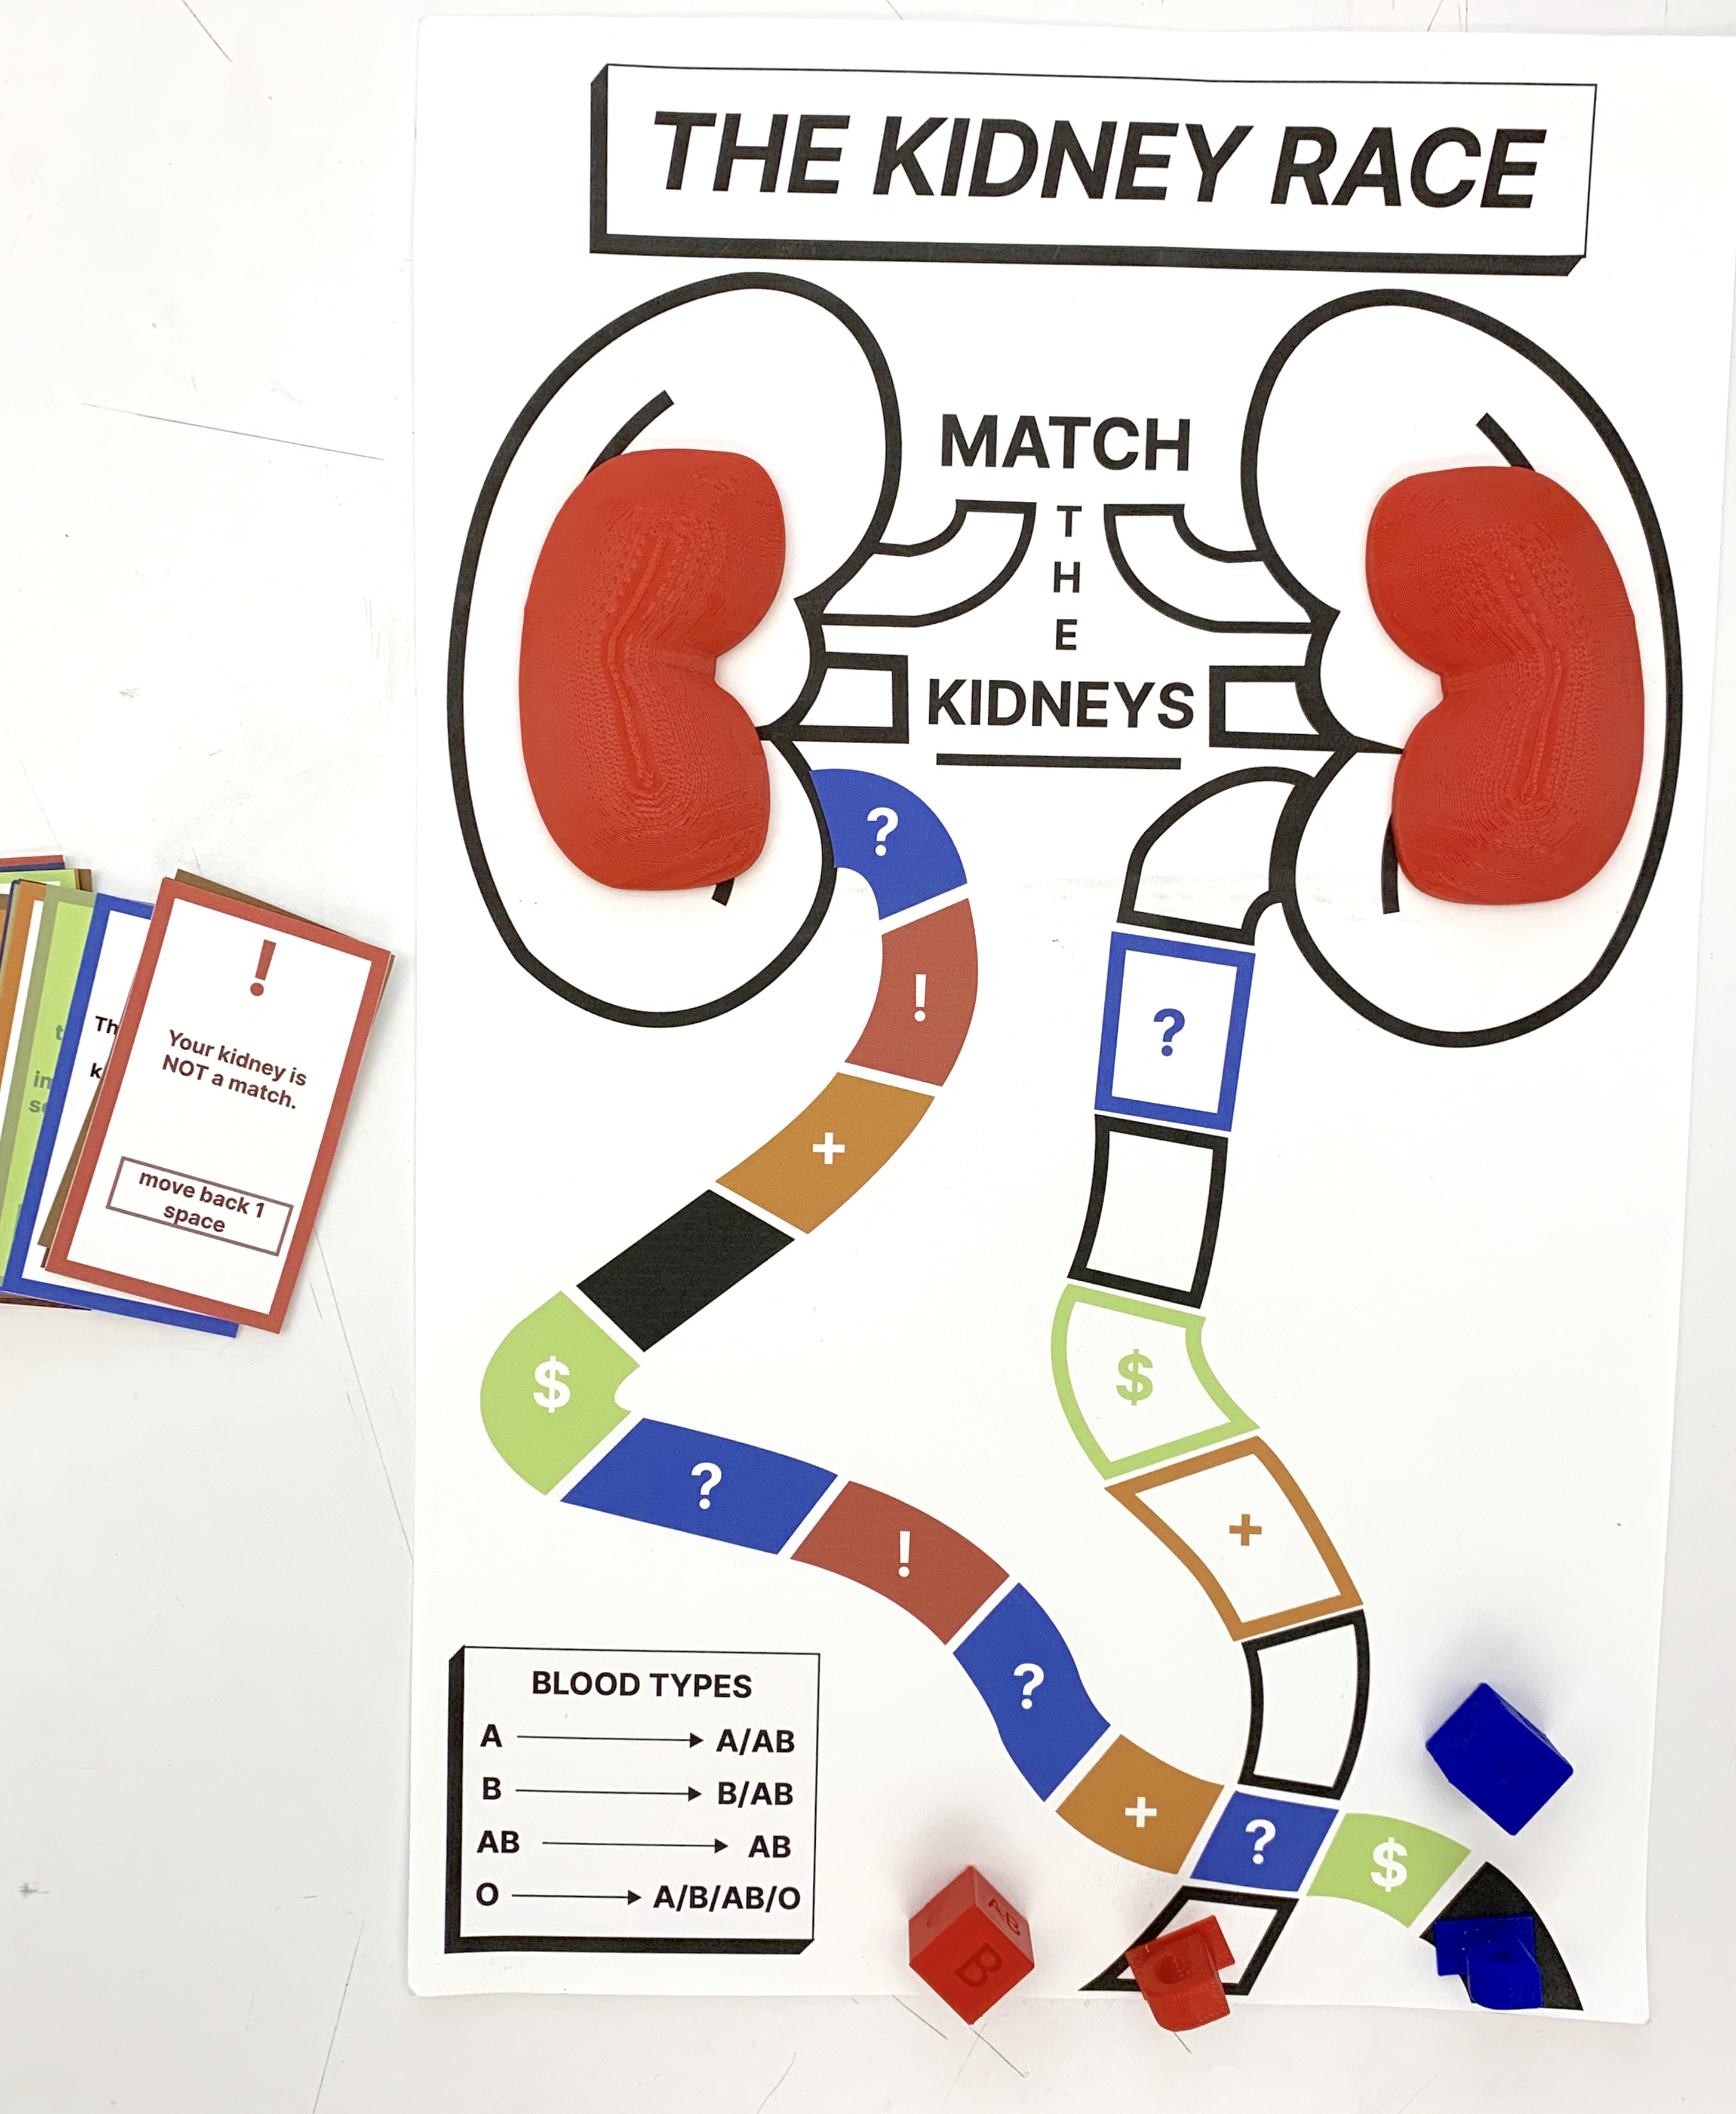 THE KIDNEY RACE
MATCH
T
H
E
KIDNEYS
?
!
+
$
?
!
?
+
?
$
?
$
+
!
Your kidney is
NOT a match.
move back 1
space
Th
k
t
in
BLOOD TYPES
A → A/AB
B → B/AB
AB → AB
O → A/B/AB/O
AB
B